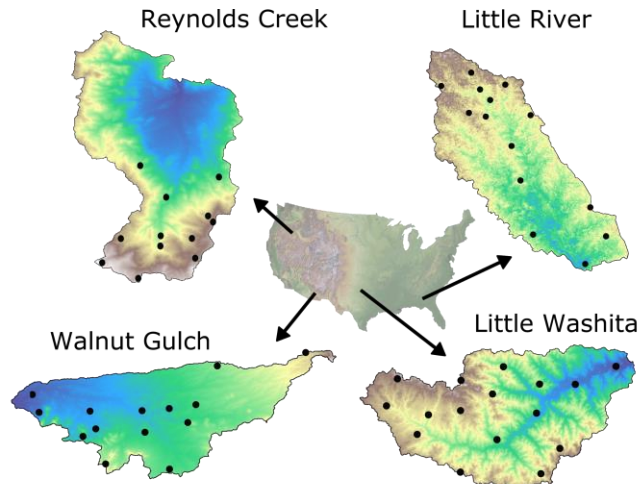 Reynolds Creek
Little River
Walnut Gulch
Little Washita